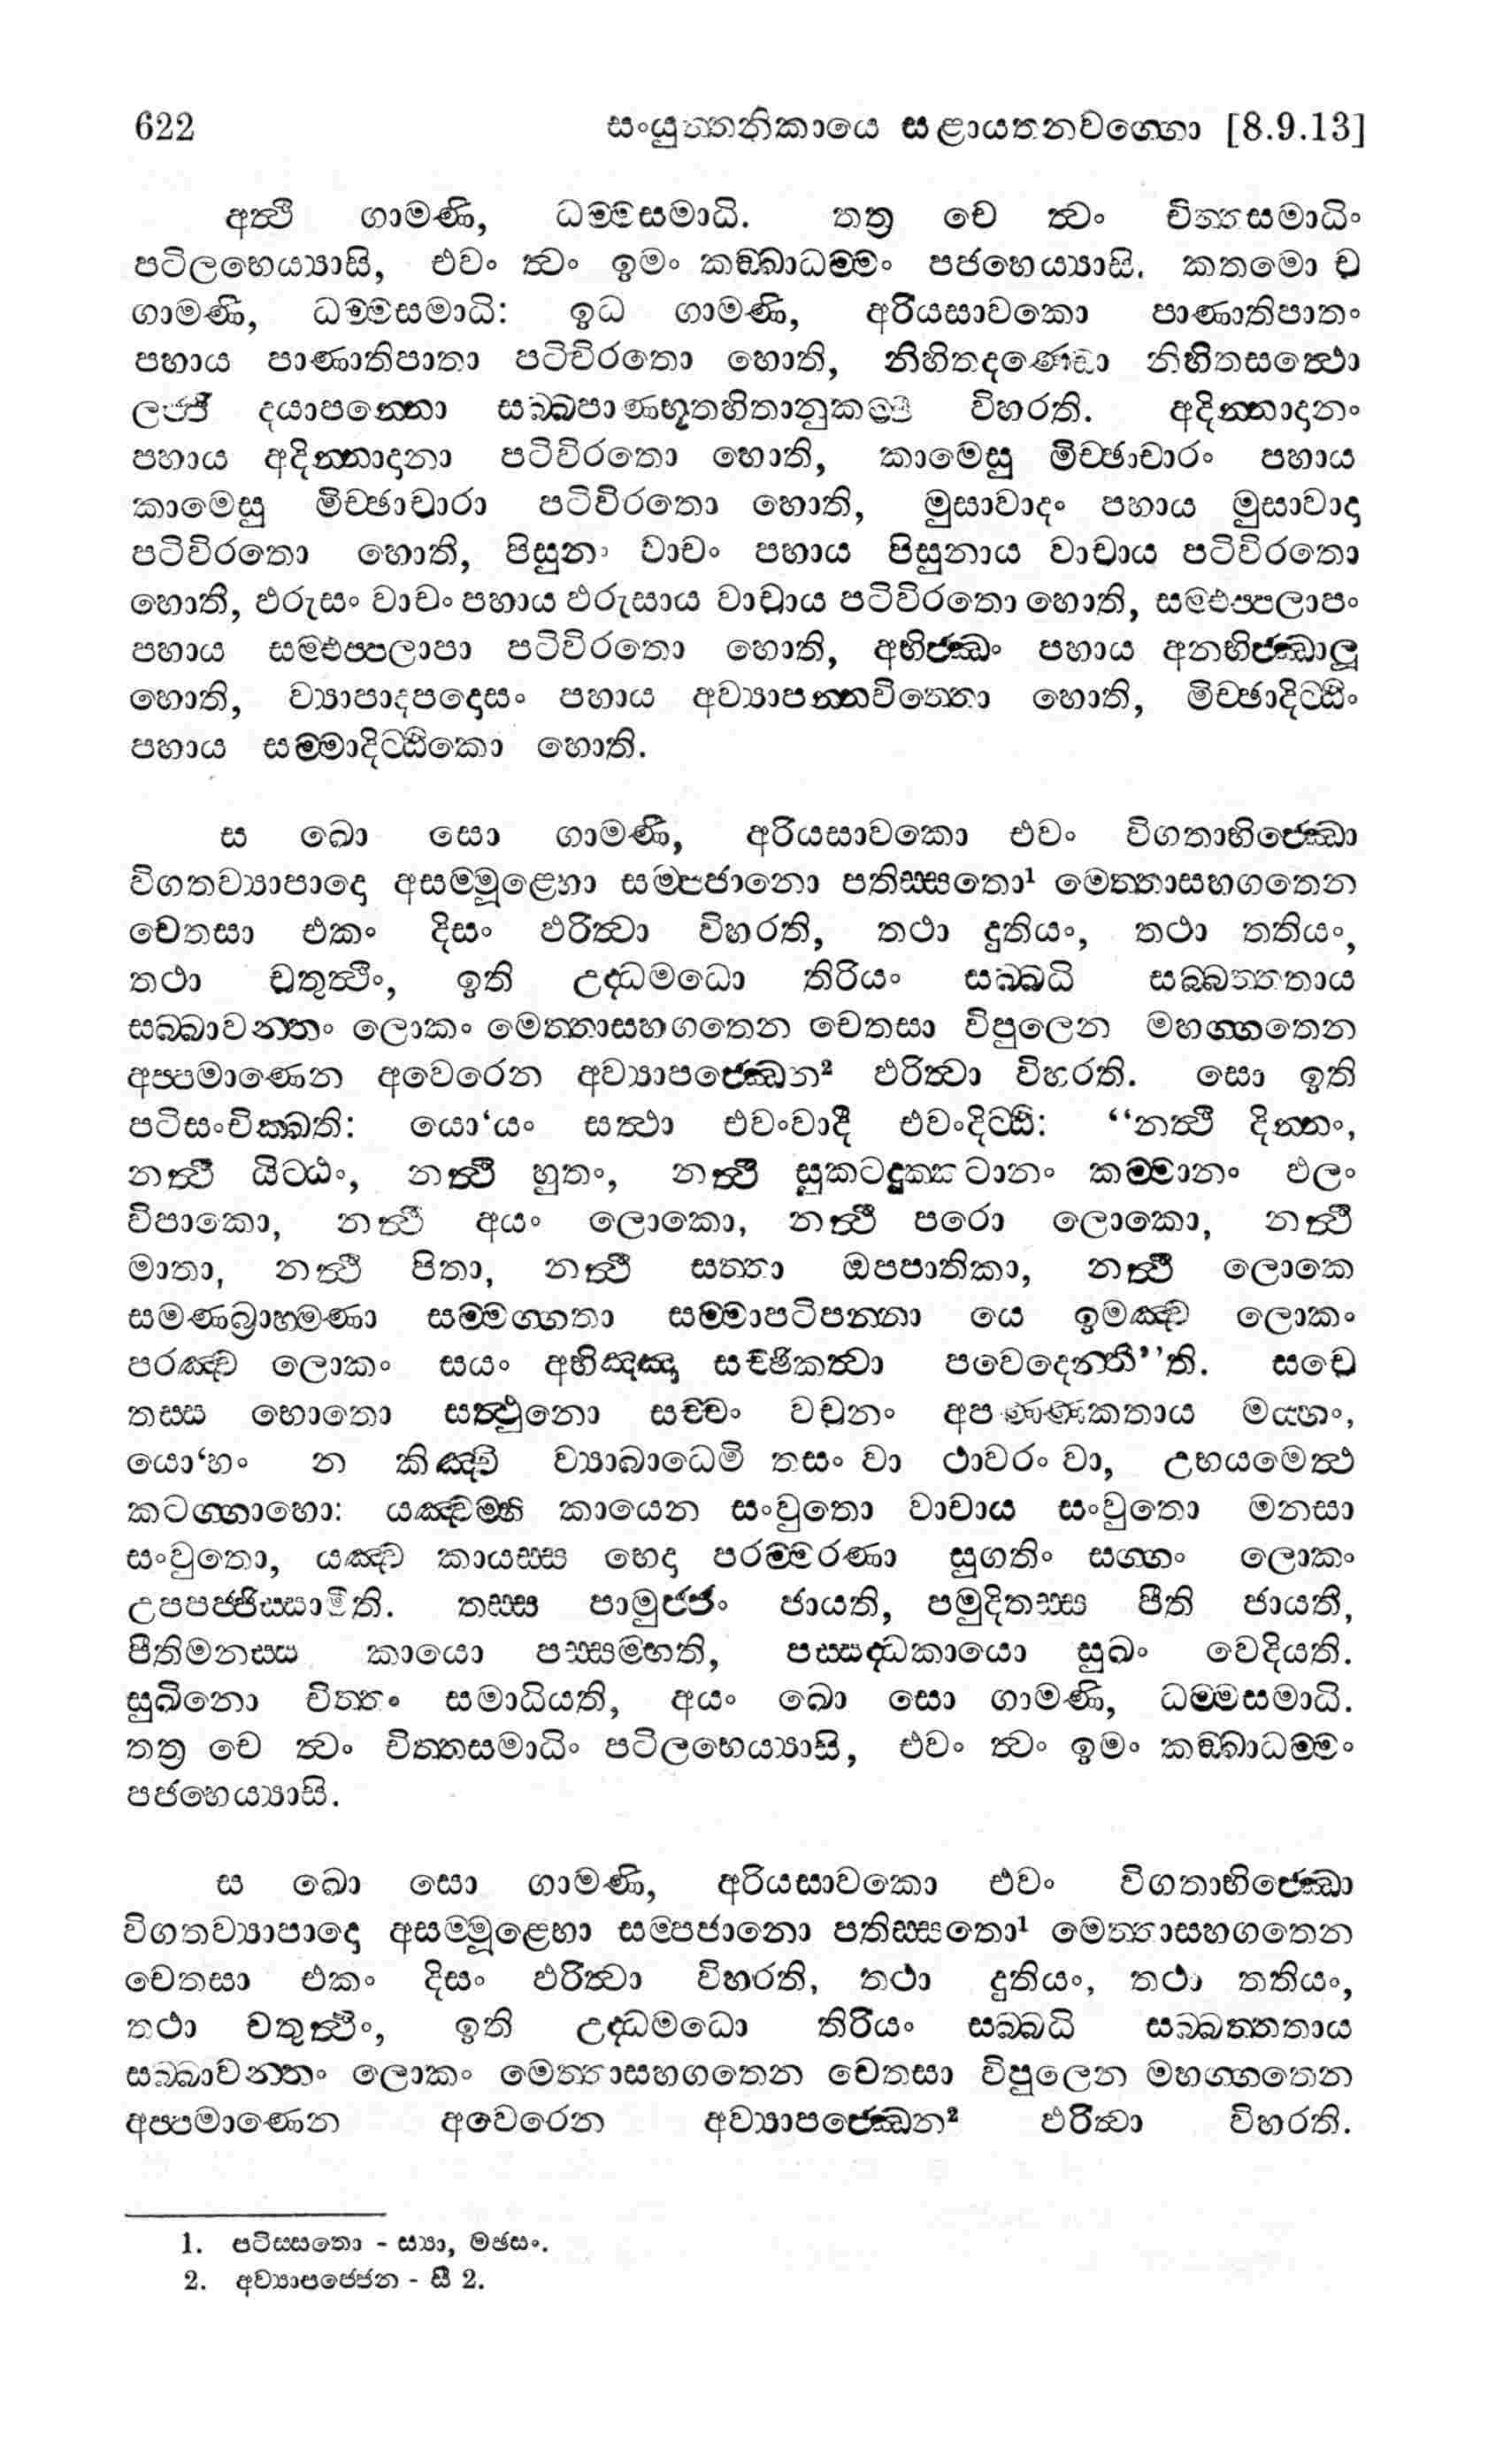 622 සංයුත්තනිකායෙ සළායතනවග්ගො [8.9.13]
අත්ථි ගාමණි, ධම්මසමාධි. තත්‍ර චෙ ත්වං චිත්තසමාධිං
පටිලභෙය්‍යාසි, එවං ත්වං ඉමං කඞ්ඛාධම්මං පජහෙය්‍යාසි. කතමො ච
ගාමණි, ධම්මසමාධි: ඉධ ගාමණි, අරියසාවකො පාණාතිපාතං
පහාය පාණාතිපාතා පටිවිරතො හොති, නිහිතදණ්ඩො නිහිතසත්ථො
ලජ්ජී දයාපන්නො සබ්බපාණභූතහිතානුකම්පී විහරති. අදින්නාදානං
පහාය අදින්නාදානා පටිවිරතො හොති, කාමෙසු මිච්ඡාචාරං පහාය
කාමෙසු මිච්ඡාචාරා පටිවිරතො හොති, මුසාවාදං පහාය මුසාවාදා
පටිවිරතො හොති, පිසුනං වාචං පහාය පිසුනාය වාචාය පටිවිරතො
හොති, ඵරුසං වාචං පහාය ඵරුසාය වාචාය පටිවිරතො හොති, සම්ඵප්පලාපං
පහාය සම්ඵප්පලාපා පටිවිරතො හොති, අභිජ්ඣං පහාය අනභිජ්ඣාලූ
හොති, ව්‍යාපාදපදොසං පහාය අව්‍යාපන්නචිත්තො හොති, මිච්ඡාදිට්ඨිං
පහාය සම්මාදිට්ඨිකො හොති.
ස ඛො සො ගාමණි, අරියසාවකො එවං විගතාභිජ්ඣො
විගතව්‍යාපාදො අසම්මූළ්හො සම්පජානො පතිස්සතො¹ මෙත්තාසහගතෙන
චෙතසා එකං දිසං ඵරිත්වා විහරති, තථා දුතියං, තථා තතියං,
තථා චතුත්ථිං, ඉති උද්ධමධො තිරියං සබ්බධි සබ්බත්තතාය
සබ්බාවන්තං ලොකං මෙත්තාසහගතෙන චෙතසා විපුලෙන මහග්ගතෙන
අප්පමාණෙන අවෙරෙන අව්‍යාපජ්ඣෙන² ඵරිත්වා විහරති. සො ඉති
පටිසංචික්ඛති: යො‘යං සත්ථා එවංවාදී එවංදිට්ඨි: “නත්ථි දින්නං,
නත්ථි යිට්ඨං, නත්ථි හුතං, නත්ථි සුකටදුක්කටානං කම්මානං ඵලං
විපාකො, නත්ථි අයං ලොකො, නත්ථි පරො ලොකො, නත්ථි
මාතා, නත්ථි පිතා, නත්ථි සත්තා ඔපපාතිකා, නත්ථි ලොකෙ
සමණබ්‍රාහ්මණා සම්මග්ගතා සම්මාපටිපන්නා යෙ ඉමඤ්ච ලොකං
පරඤ්ච ලොකං සයං අභිඤ්ඤා සච්ඡිකත්වා පවෙදෙන්තී”ති. සචෙ
තස්ස භොතො සත්ථුනො සච්චං වචනං අපණ්ණකතාය මය්හං,
යො‘හං න කිඤ්චි ව්‍යාබාධෙමි තසං වා ථාවරං වා, උභයමෙත්ථ
කටග්ගාහො: යඤ්චම්හි කායෙන සංවුතො වාචාය සංවුතො මනසා
සංවුතො, යඤ්ච කායස්ස භෙදා පරම්මරණා සුගතිං සග්ගං ලොකං
උපපජ්ජිස්සාමීති. තස්ස පාමුජ්ජං ජායති, පමුදිතස්ස පීති ජායති,
පීතිමනස්ස කායො පස්සම්භති, පස්සද්ධකායො සුඛං වෙදියති.
සුඛිනො චිත්තං සමාධියති, අයං ඛො සො ගාමණි, ධම්මසමාධි.
තත්‍ර චෙ ත්වං චිත්තසමාධිං පටිලභෙය්‍යාසි, එවං ත්වං ඉමං කඞ්ඛාධම්මං
පජහෙය්‍යාසි.
ස ඛො සො ගාමණි, අරියසාවකො එවං විගතාභිජ්ඣො
විගතව්‍යාපාදො අසම්මූළ්හො සම්පජානො පතිස්සතො¹ මෙත්තාසහගතෙන
චෙතසා එකං දිසං ඵරිත්වා විහරති, තථා දුතියං, තථා තතියං,
තථා චතුත්ථිං, ඉති උද්ධමධො තිරියං සබ්බධි සබ්බත්තතාය
සබ්බාවන්තං ලොකං මෙත්තාසහගතෙන චෙතසා විපුලෙන මහග්ගතෙන
අප්පමාණෙන අවෙරෙන අව්‍යාපජ්ඣෙන² ඵරිත්වා විහරති.
1. පටිස්සතො - ස්‍යා, මඡසං.
2. අව්‍යාපජ්ජෙන - සී 2.